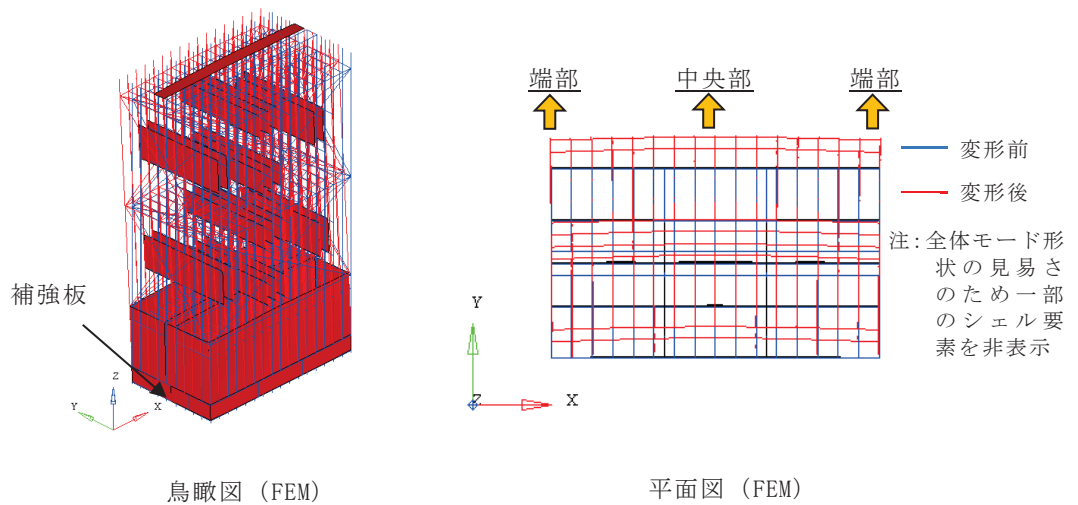 補強板
Z
Y
X
鳥瞰図 (FEM)
端部
中央部
端部
変形前
変形後
注:全体モード形
状の見易さ
のため一部
のシェル要
素を非表示
Y
Z
X
平面図 (FEM)